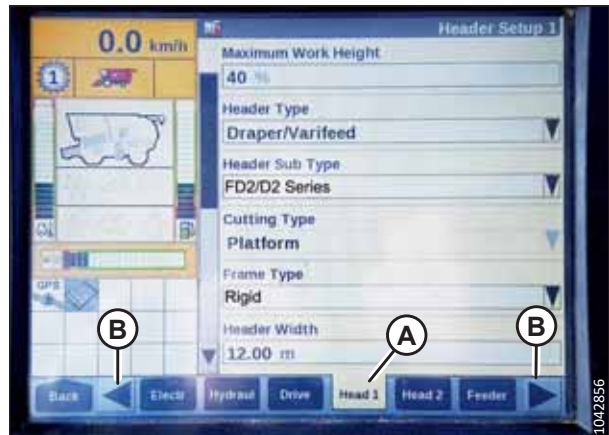 0.0 km/h
Header Setup 1
1
Maximum Work Height
40 %
Header Type
Draper/Varifeed
Header Sub Type
FD2/D2 Series
Cutting Type
Platform
Frame Type
Rigid
Header Width
12.00 m
GPS
B
A
B
Back
Electr
Hydraul
Drive
Head 1
Head 2
Feeder
1042856